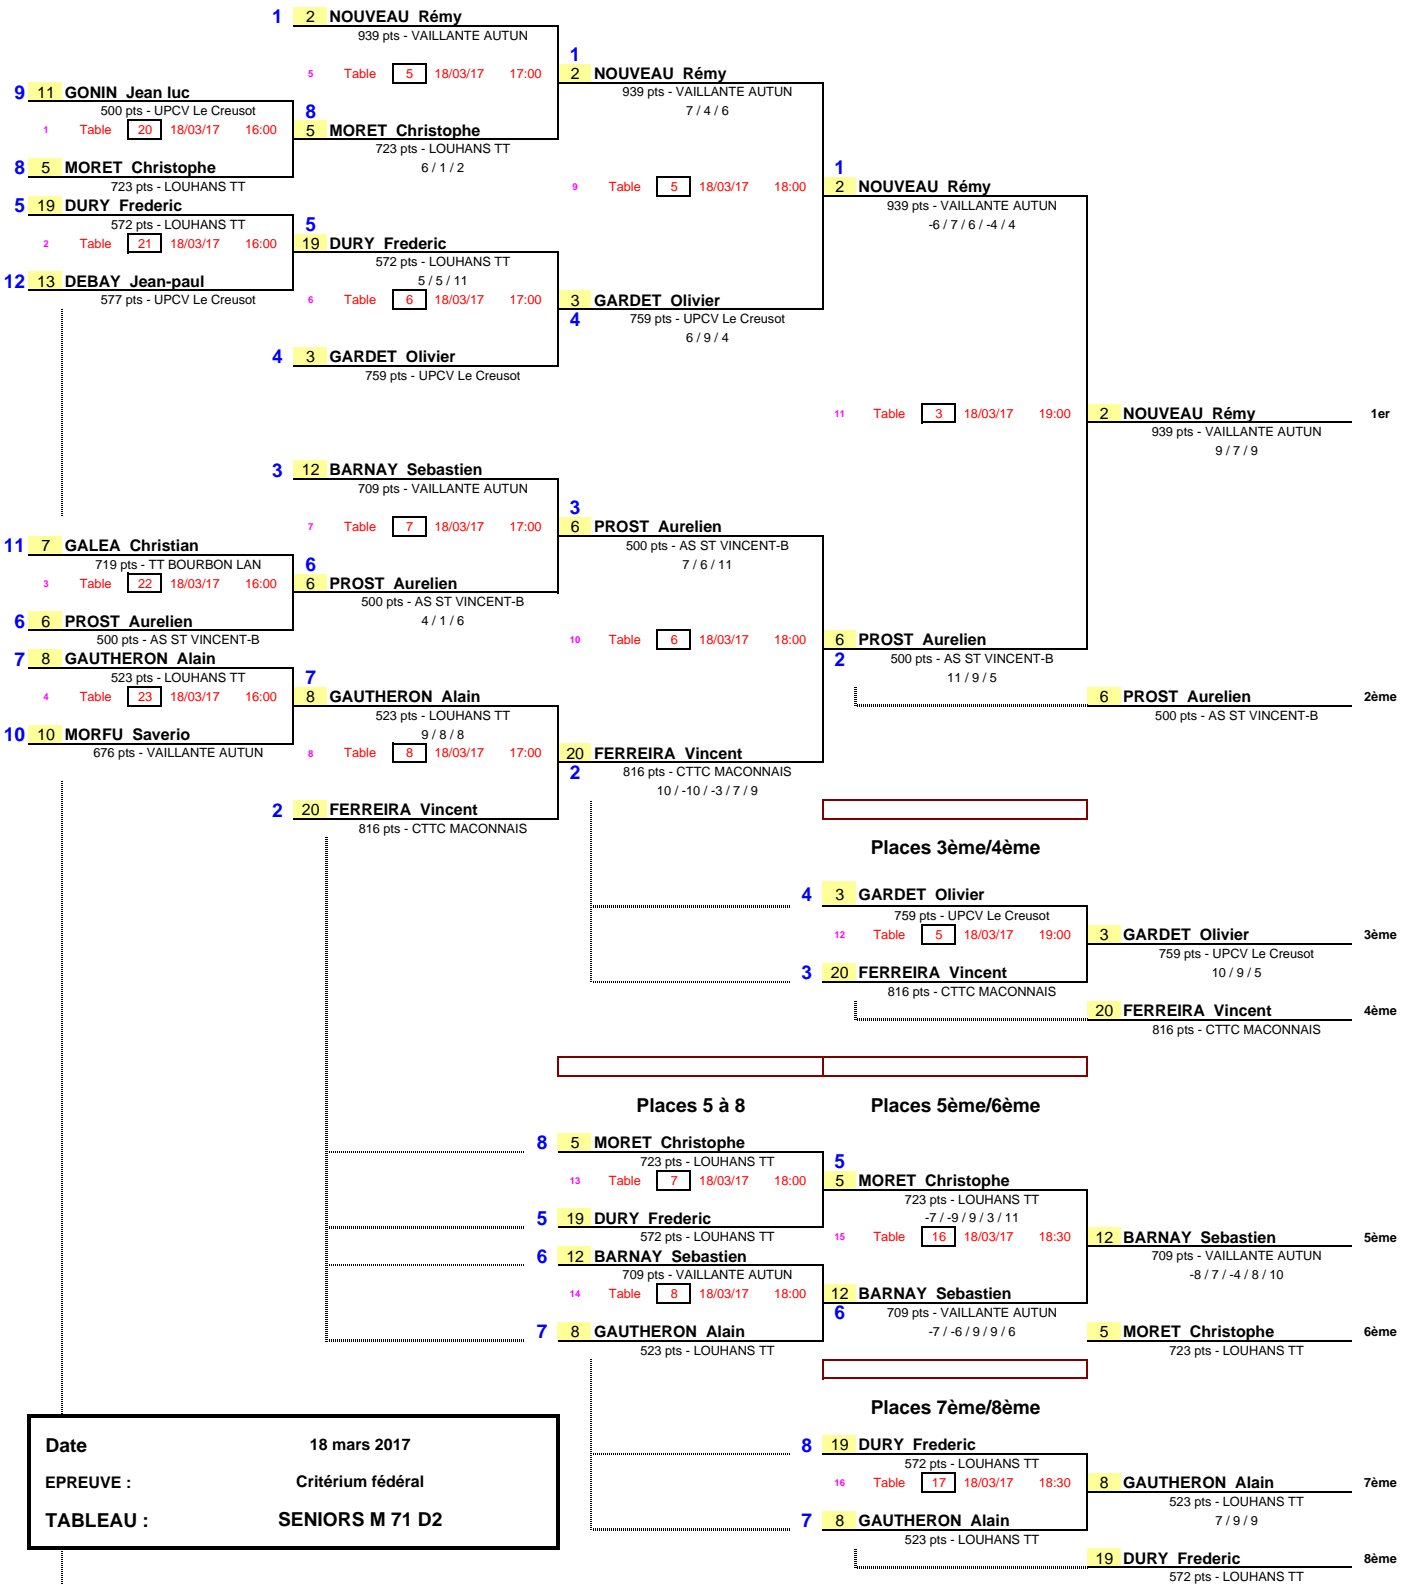 1 2 NOUVEAU Rémy
939 pts - VAILLANTE AUTUN
1
5 Table 5 18/03/17 17:00 2 NOUVEAU Rémy
9 11 GONIN Jean luc 939 pts - VAILLANTE AUTUN
500 pts - UPCV Le Creusot 8 7 / 4 / 6
1 Table 20 18/03/17 16:00 5 MORET Christophe
723 pts - LOUHANS TT
8 5 MORET Christophe 6 / 1 / 2 1
723 pts - LOUHANS TT 9 Table 5 18/03/17 18:00 2 NOUVEAU Rémy
5 19 DURY Frederic 939 pts - VAILLANTE AUTUN
572 pts - LOUHANS TT 5 -6 / 7 / 6 / -4 / 4
2 Table 21 18/03/17 16:00 19 DURY Frederic
572 pts - LOUHANS TT
12 13 DEBAY Jean-paul 5 / 5 / 11
577 pts - UPCV Le Creusot 6 Table 6 18/03/17 17:00 3 GARDET Olivier
4 759 pts - UPCV Le Creusot
6 / 9 / 4
4 3 GARDET Olivier
759 pts - UPCV Le Creusot
11 Table 3 18/03/17 19:00 2 NOUVEAU Rémy 1er
939 pts - VAILLANTE AUTUN
9 / 7 / 9
3 12 BARNAY Sebastien
709 pts - VAILLANTE AUTUN
3
7 Table 7 18/03/17 17:00 6 PROST Aurelien
11 7 GALEA Christian 500 pts - AS ST VINCENT-B
719 pts - TT BOURBON LAN 6 7 / 6 / 11
3 Table 22 18/03/17 16:00 6 PROST Aurelien
500 pts - AS ST VINCENT-B
6 6 PROST Aurelien 4 / 1 / 6
500 pts - AS ST VINCENT-B 10 Table 6 18/03/17 18:00 6 PROST Aurelien
7 8 GAUTHERON Alain 2 500 pts - AS ST VINCENT-B
523 pts - LOUHANS TT 7 11 / 9 / 5
4 Table 23 18/03/17 16:00 8 GAUTHERON Alain 6 PROST Aurelien 2ème
523 pts - LOUHANS TT 500 pts - AS ST VINCENT-B
10 10 MORFU Saverio 9 / 8 / 8
676 pts - VAILLANTE AUTUN 8 Table 8 18/03/17 17:00 20 FERREIRA Vincent
2 816 pts - CTTC MACONNAIS
10 / -10 / -3 / 7 / 9
2 20 FERREIRA Vincent
816 pts - CTTC MACONNAIS
Places 3ème/4ème
4 3 GARDET Olivier
759 pts - UPCV Le Creusot
12 Table 5 18/03/17 19:00 3 GARDET Olivier 3ème
759 pts - UPCV Le Creusot
3 20 FERREIRA Vincent 10 / 9 / 5
816 pts - CTTC MACONNAIS
20 FERREIRA Vincent 4ème
816 pts - CTTC MACONNAIS
Places 5 à 8 Places 5ème/6ème
8 5 MORET Christophe
723 pts - LOUHANS TT 5
13 Table 7 18/03/17 18:00 5 MORET Christophe
723 pts - LOUHANS TT
5 19 DURY Frederic -7 / -9 / 9 / 3 / 11
572 pts - LOUHANS TT 15 Table 16 18/03/17 18:30 12 BARNAY Sebastien 5ème
6 12 BARNAY Sebastien 709 pts - VAILLANTE AUTUN
709 pts - VAILLANTE AUTUN -8 / 7 / -4 / 8 / 10
14 Table 8 18/03/17 18:00 12 BARNAY Sebastien
6 709 pts - VAILLANTE AUTUN
7 8 GAUTHERON Alain -7 / -6 / 9 / 9 / 6 5 MORET Christophe 6ème
523 pts - LOUHANS TT 723 pts - LOUHANS TT
Places 7ème/8ème
Date 18 mars 2017 8 19 DURY Frederic
572 pts - LOUHANS TT
EPREUVE : Critérium fédéral 16 Table 17 18/03/17 18:30 8 GAUTHERON Alain 7ème
523 pts - LOUHANS TT
TABLEAU : SENIORS M 71 D2 7 8 GAUTHERON Alain 7 / 9 / 9
523 pts - LOUHANS TT
19 DURY Frederic 8ème
572 pts - LOUHANS TT